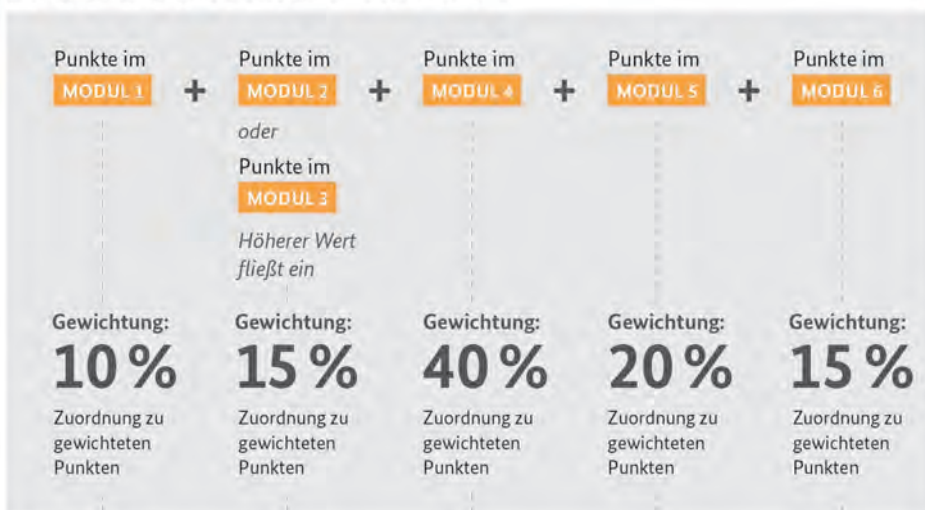 Punkte im
MODUL 1
+
Punkte im
MODUL 2
oder
Punkte im
MODUL 3
Höherer Wert
fließt ein
+
Punkte im
MODUL 4
+
Punkte im
MODUL 5
+
Punkte im
MODUL 6
Gewichtung:
10 %
Zuordnung zu
gewichteten
Punkten
Gewichtung:
15 %
Zuordnung zu
gewichteten
Punkten
Gewichtung:
40 %
Zuordnung zu
gewichteten
Punkten
Gewichtung:
20 %
Zuordnung zu
gewichteten
Punkten
Gewichtung:
15 %
Zuordnung zu
gewichteten
Punkten